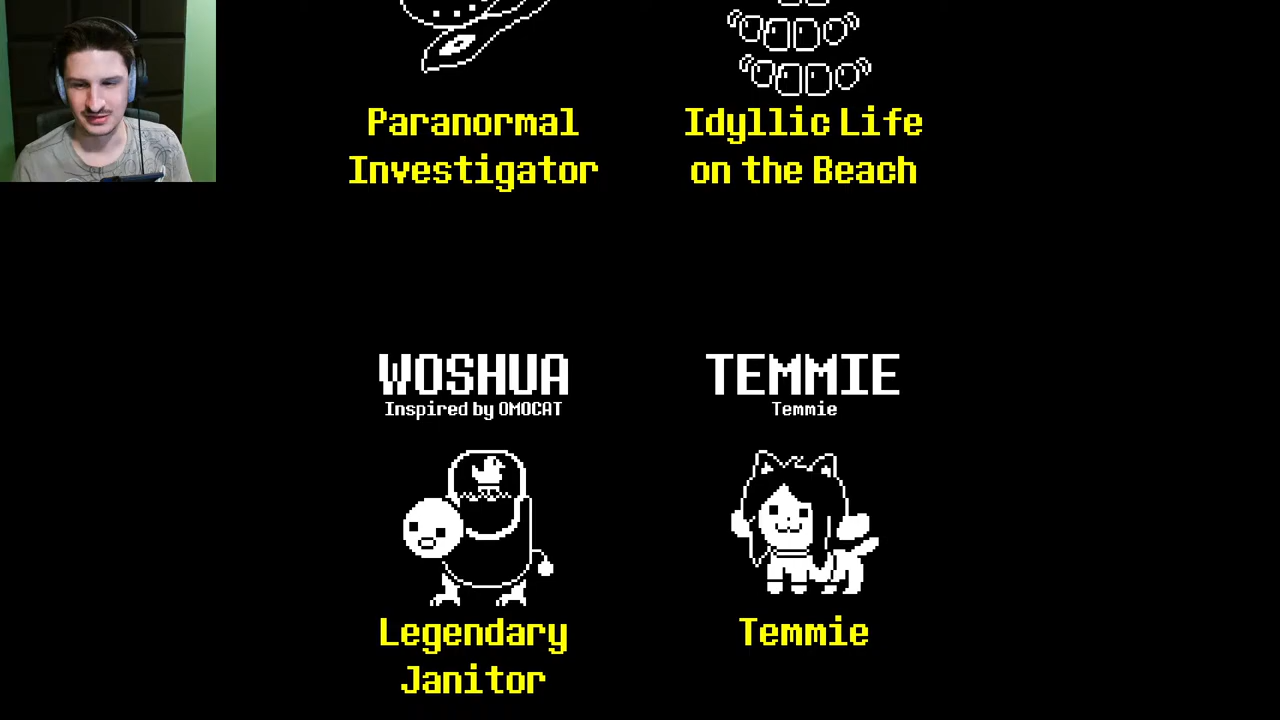 Paranormal
Investigator
Idyllic Life
on the Beach
WOSHUA
Inspired by OMOCAT
TEMMIE
Temmie
Legendary
Janitor
Temmie